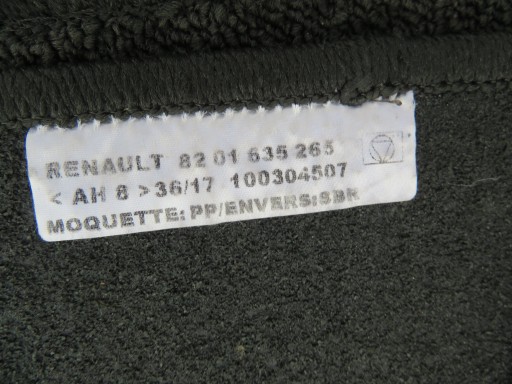 RENAULT 82 01 635 265
< AH 8 >36/17 100304507
MOQUETTE: PP/ENVERS:SBR